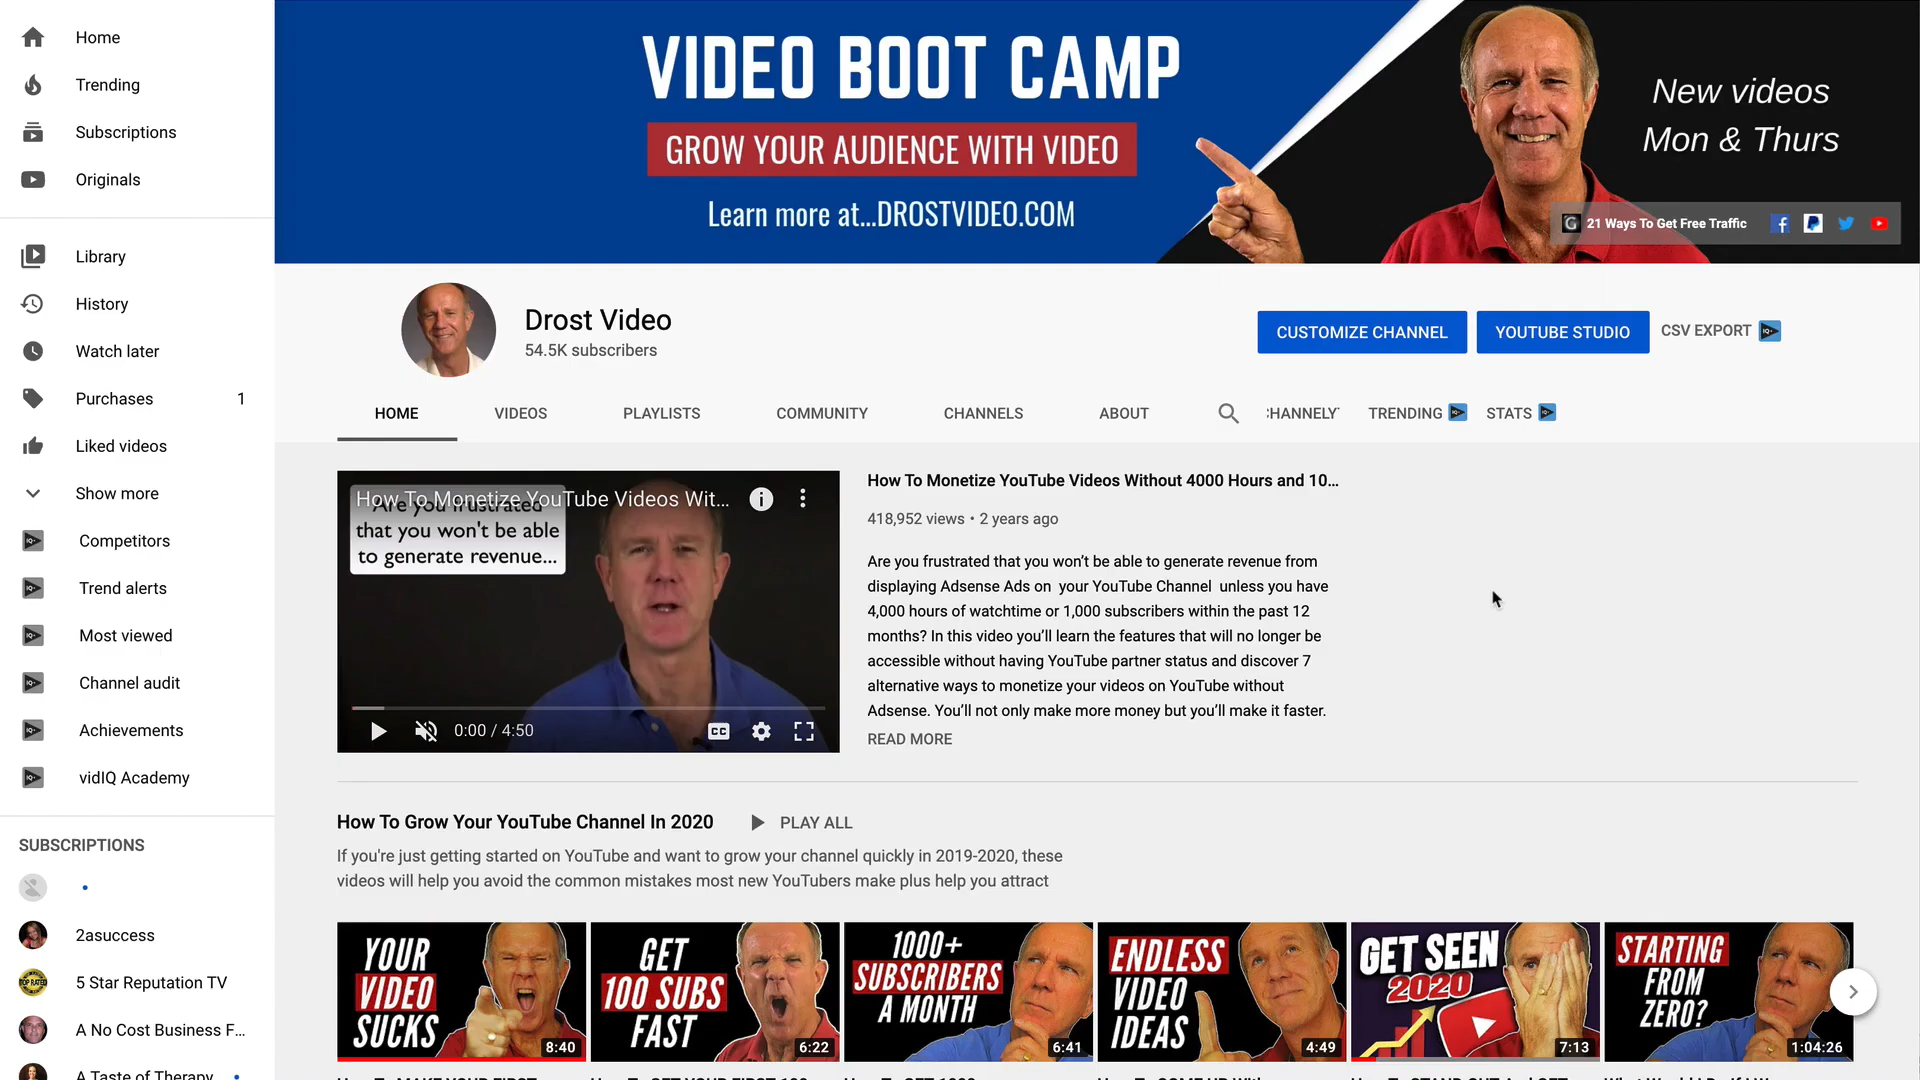 Home
Trending
Subscriptions
Originals
Library
History
Watch later
Purchases 1
Liked videos
Show more
Competitors
Trend alerts
Most viewed
Channel audit
Achievements
vidIQ Academy
SUBSCRIPTIONS
2asuccess
5 Star Reputation TV
A No Cost Business F...
A Taste of Therapy
VIDEO BOOT CAMP
GROW YOUR AUDIENCE WITH VIDEO
Learn more at...DROSTVIDEO.COM
New videos
Mon & Thurs
21 Ways To Get Free Traffic
Drost Video
54.5K subscribers
CUSTOMIZE CHANNEL
YOUTUBE STUDIO
CSV EXPORT
HOME VIDEOS PLAYLISTS COMMUNITY CHANNELS ABOUT TRENDING STATS
How To Monetize YouTube Videos Wit...
Are you frustrated
that you won't be able
to generate revenue...
0:00 / 4:50
CC
How To Monetize YouTube Videos Without 4000 Hours and 10...
418,952 views • 2 years ago
Are you frustrated that you won't be able to generate revenue from
displaying Adsense Ads on your YouTube Channel unless you have
4,000 hours of watchtime or 1,000 subscribers within the past 12
months? In this video you'll learn the features that will no longer be
accessible without having YouTube partner status and discover 7
alternative ways to monetize your videos on YouTube without
Adsense. You'll not only make more money but you'll make it faster.
READ MORE
How To Grow Your YouTube Channel In 2020
PLAY ALL
If you're just getting started on YouTube and want to grow your channel quickly in 2019-2020, these
videos will help you avoid the common mistakes most new YouTubers make plus help you attract
YOUR
VIDEO
SUCKS
8:40
GET
100 SUBS
FAST
6:22
1000+
SUBSCRIBERS
A MONTH
6:41
ENDLESS
VIDEO
IDEAS
4:49
GET SEEN
2020
7:13
STARTING
FROM
ZERO?
1:04:26